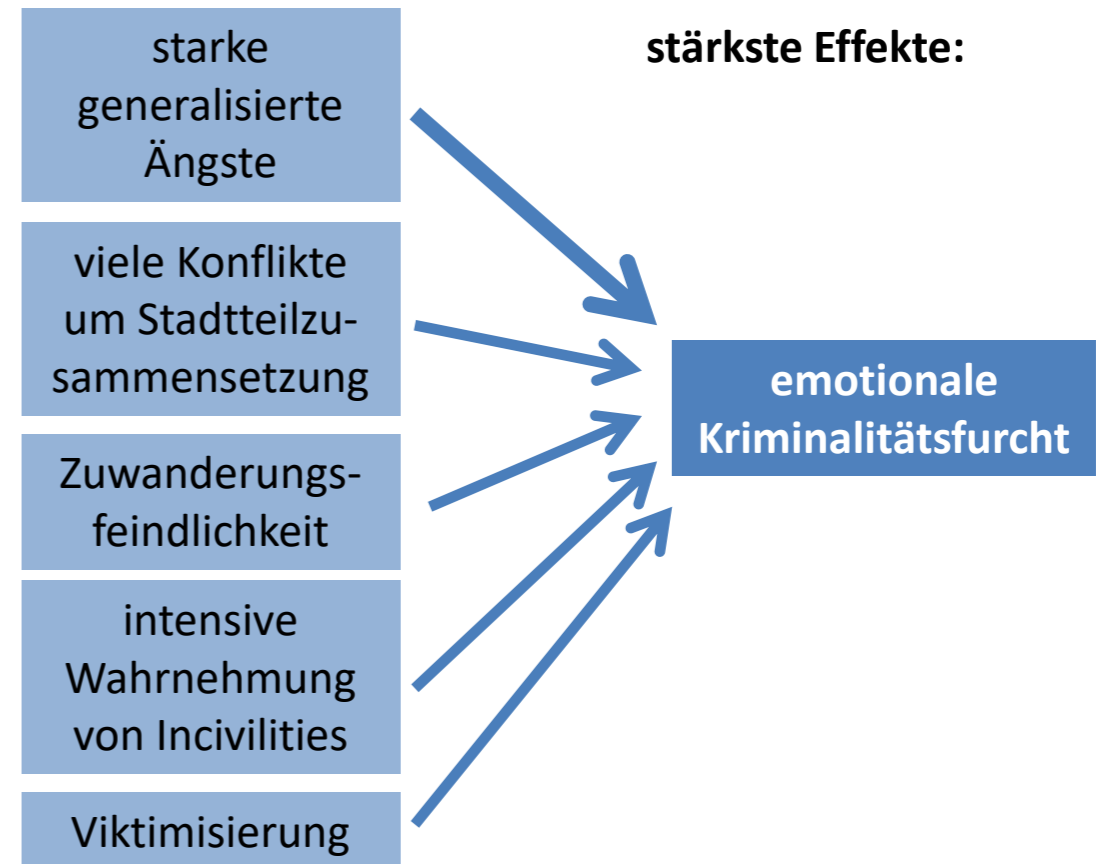 starke
generalisierte
Ängste
stärkste Effekte:
viele Konflikte
um Stadtteilzu-
sammensetzung
emotionale
Kriminalitätsfurcht
Zuwanderungs-
feindlichkeit
intensive
Wahrnehmung
von Incivilities
Viktimisierung